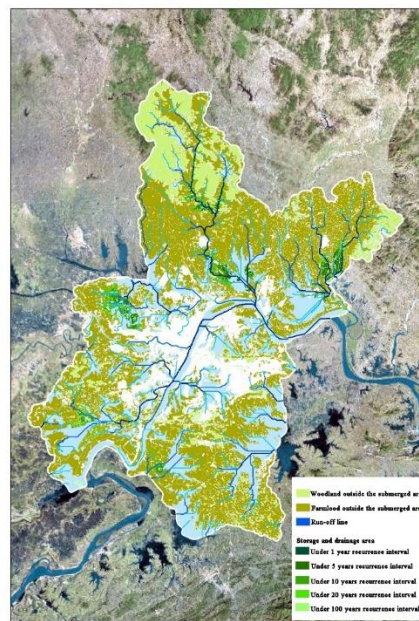 Woodland outside the submerged ar
Farmlood outside the submerged are
Run-off line
Storage and drainage area
Under 1 year recurrence interval
Under 5 years recurrence interval
Under 10 years recurrence interval
Under 20 years recurrence interval
Under 100 years recurrence interval